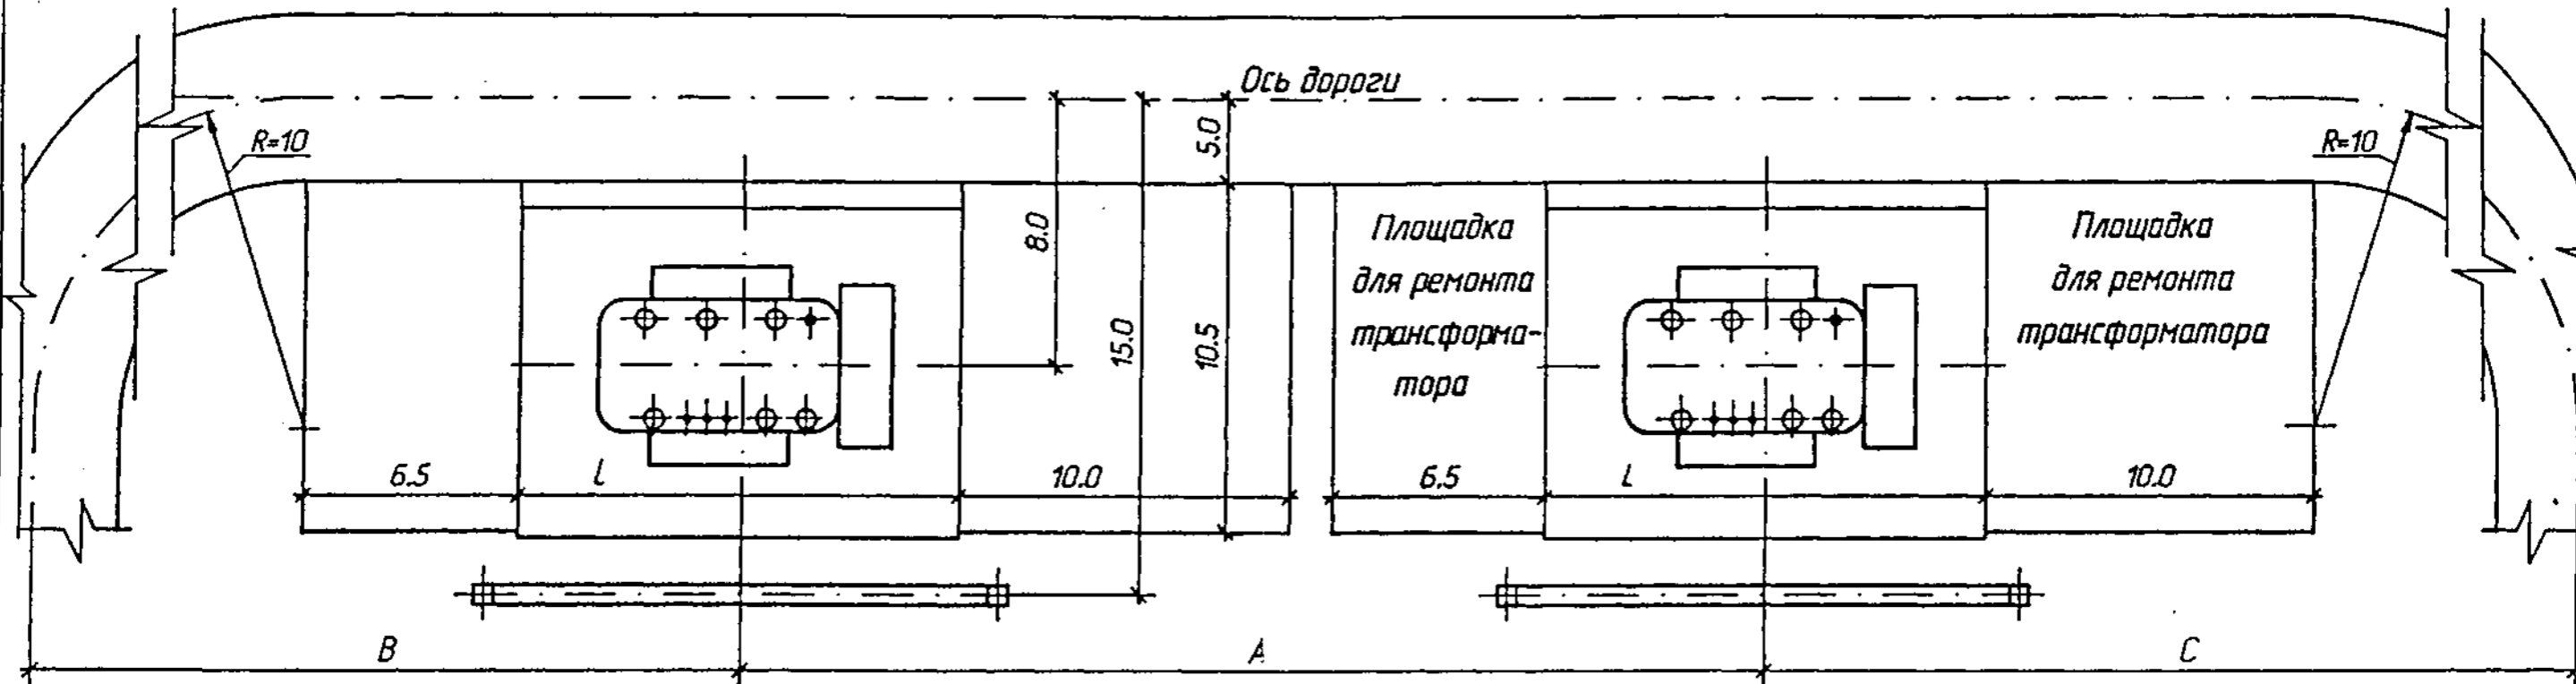 Ось дороги
R=10
5.0
R=10
8.0
15.0
10.5
Площадка
для ремонта
трансформа-
тора
Площадка
для ремонта
трансформатора
6.5
L
10.0
6.5
L
10.0
B
A
C